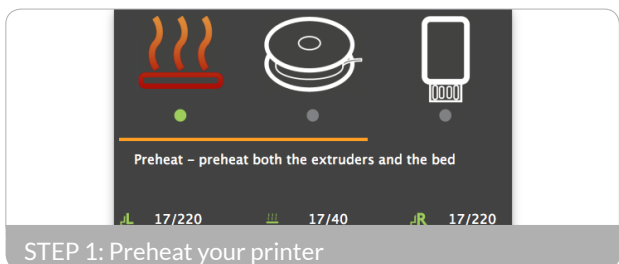 Preheat – preheat both the extruders and the bed
L 17/220 17/40 R 17/220
STEP 1: Preheat your printer